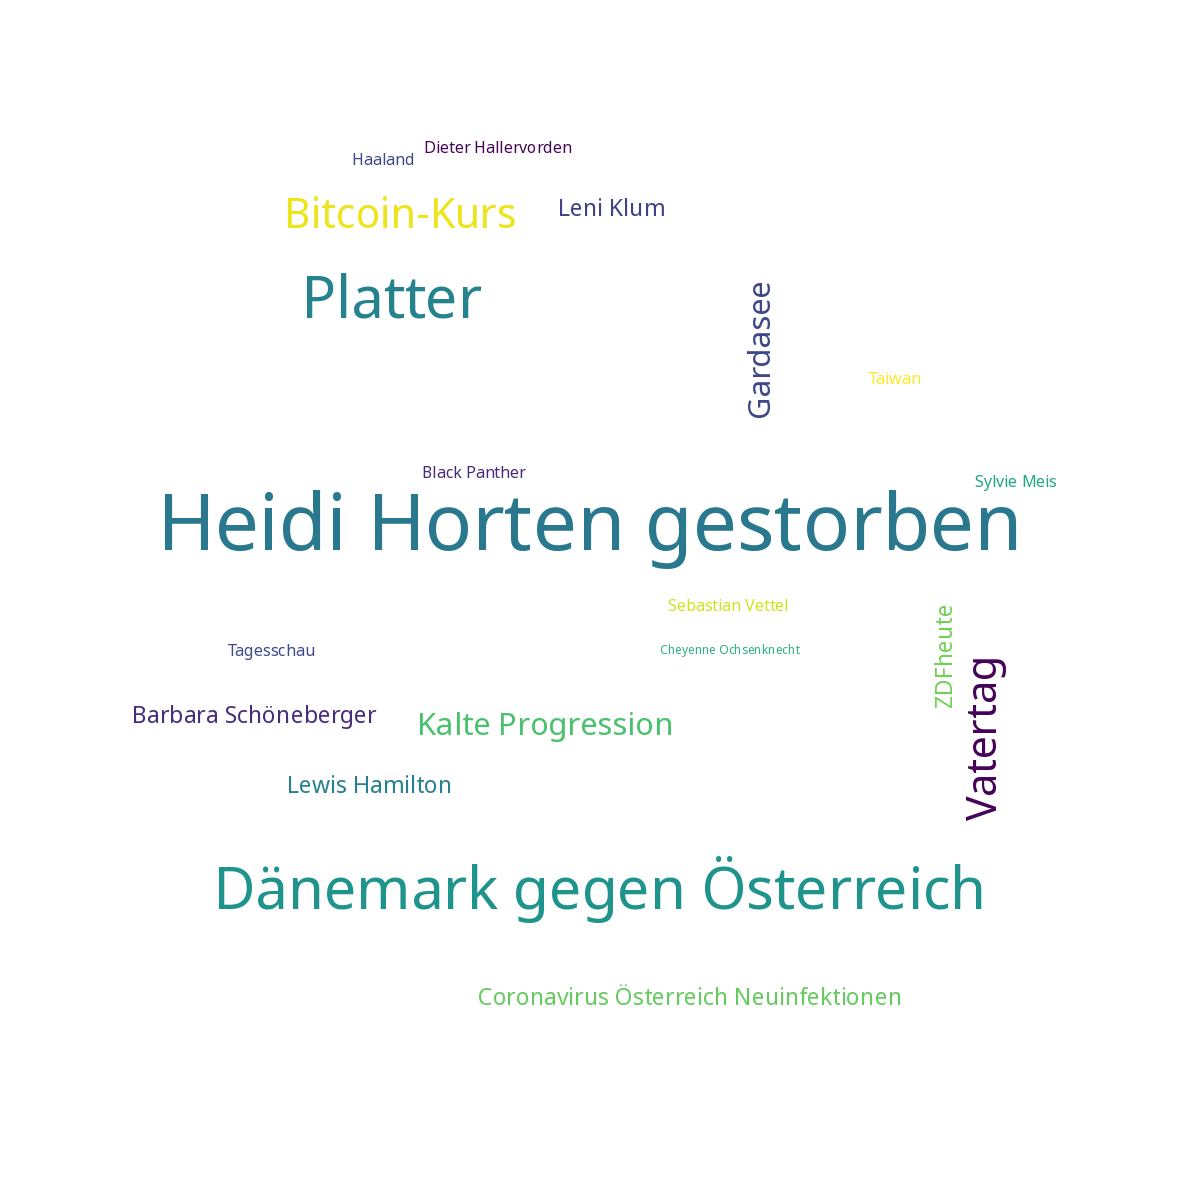 Dieter Hallervorden
Haaland
Bitcoin-Kurs
Leni Klum
Platter
Gardasee
Taiwan
Black Panther
Sylvie Meis
Heidi Horten gestorben
Sebastian Vettel
ZDFheute
Tagesschau
Cheyenne Ochsenknecht
Vatertag
Barbara Schöneberger
Kalte Progression
Lewis Hamilton
Dänemark gegen Österreich
Coronavirus Österreich Neuinfektionen